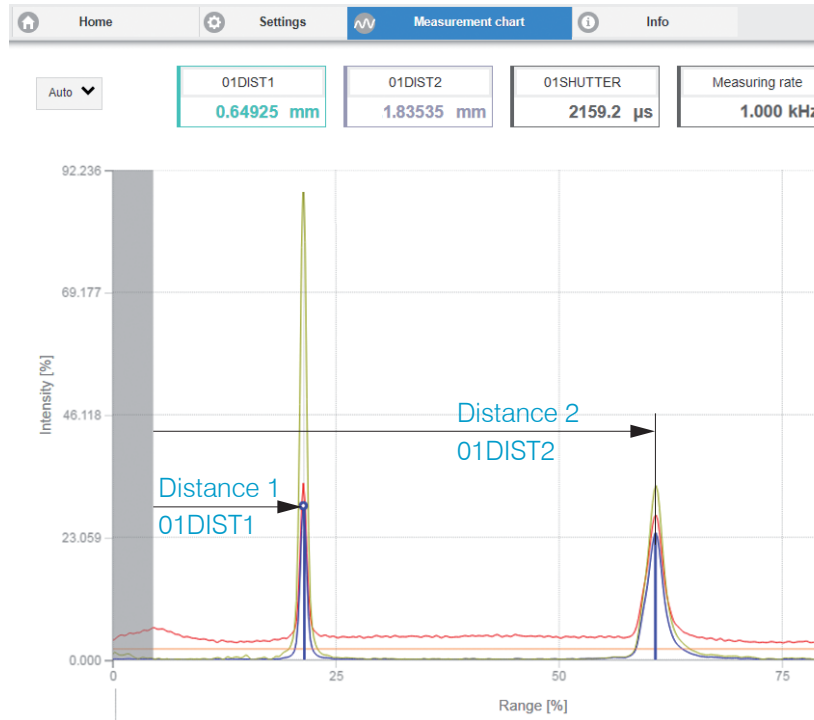 Home Settings Measurement chart Info
Auto
01DIST1 01DIST2 01SHUTTER Measuring rate
0.64925 mm 1.83535 mm 2159.2 µs 1.000 kHz
92.236
69.177
46.118
23.059
0.000
Intensity [%]
Distance 2
01DIST2
Distance 1
01DIST1
0 25 50 75
Range [%]